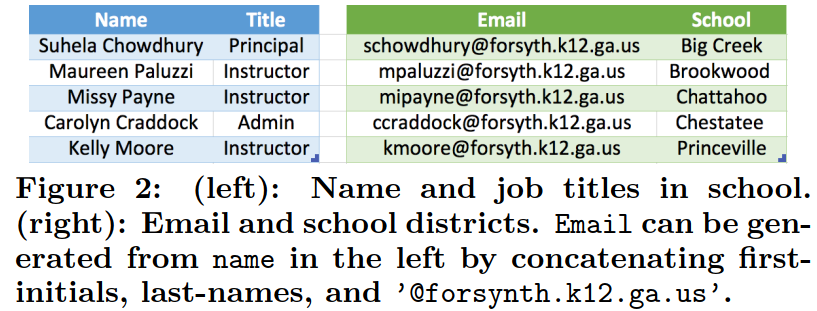 Name Title Email School
Suhela Chowdhury Principal schowdhury@forsyth.k12.ga.us Big Creek
Maureen Paluzzi Instructor mpaluzzi@forsyth.k12.ga.us Brookwood
Missy Payne Instructor mipayne@forsyth.k12.ga.us Chattahoo
Carolyn Craddock Admin ccraddock@forsyth.k12.ga.us Chestatee
Kelly Moore Instructor kmoore@forsyth.k12.ga.us Princeville
Figure 2: (left): Name and job titles in school.
(right): Email and school districts. Email can be gen-
erated from name in the left by concatenating first-
initials, last-names, and '@forsynth.k12.ga.us'.